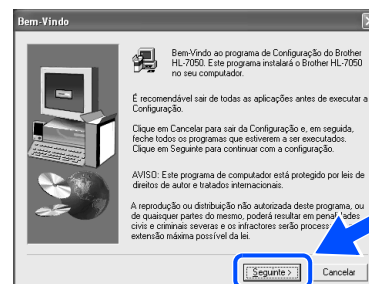 Bem-Vindo
Bem-Vindo ao programa de Configuração do Brother
HL-7050. Este programa instalará o Brother HL-7050
no seu computador.
É recomendável sair de todas as aplicações antes de executar a
Configuração.
Clique em Cancelar para sair da Configuração e, em seguida,
feche todos os programas que estiverem a ser executados.
Clique em Seguinte para continuar com a configuração.
AVISO: Este programa de computador está protegido por leis de
direitos de autor e tratados internacionais.
A reprodução ou distribuição não autorizada deste programa, ou
de quaisquer partes do mesmo, poderá resultar em penalidades
civis e criminais severas e os infractores serão
extensão máxima possível da lei.
Seguinte >
Cancelar